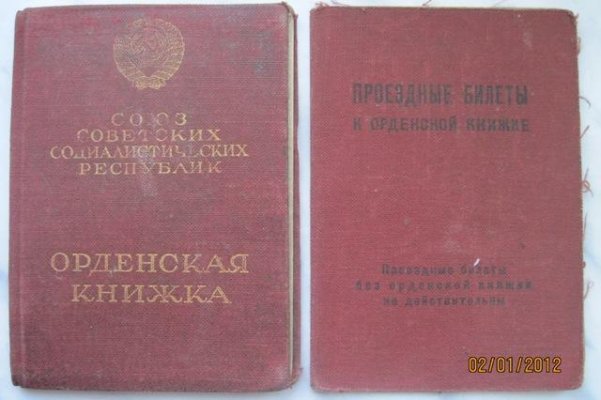 СОЮЗ
СОВЕТСКИХ
СОЦИАЛИСТИЧЕСКИХ
РЕСПУБЛИК
ОРДЕНСКАЯ
КНИЖКА
ПРОЕЗДНЫЕ БИЛЕТЫ
К ОРДЕНСКОЙ КНИЖКЕ
Проездные билеты
без орденской книжки
не действительны
02/01/2012